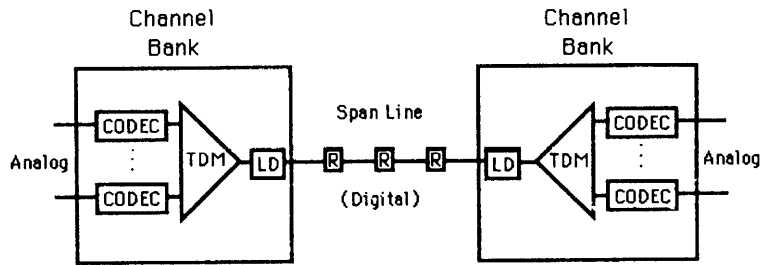 Channel
Bank
Channel
Bank
CODEC
Analog
CODEC
TDM
LD
Span Line
R R R
(Digital)
LD
TDM
CODEC
Analog
CODEC